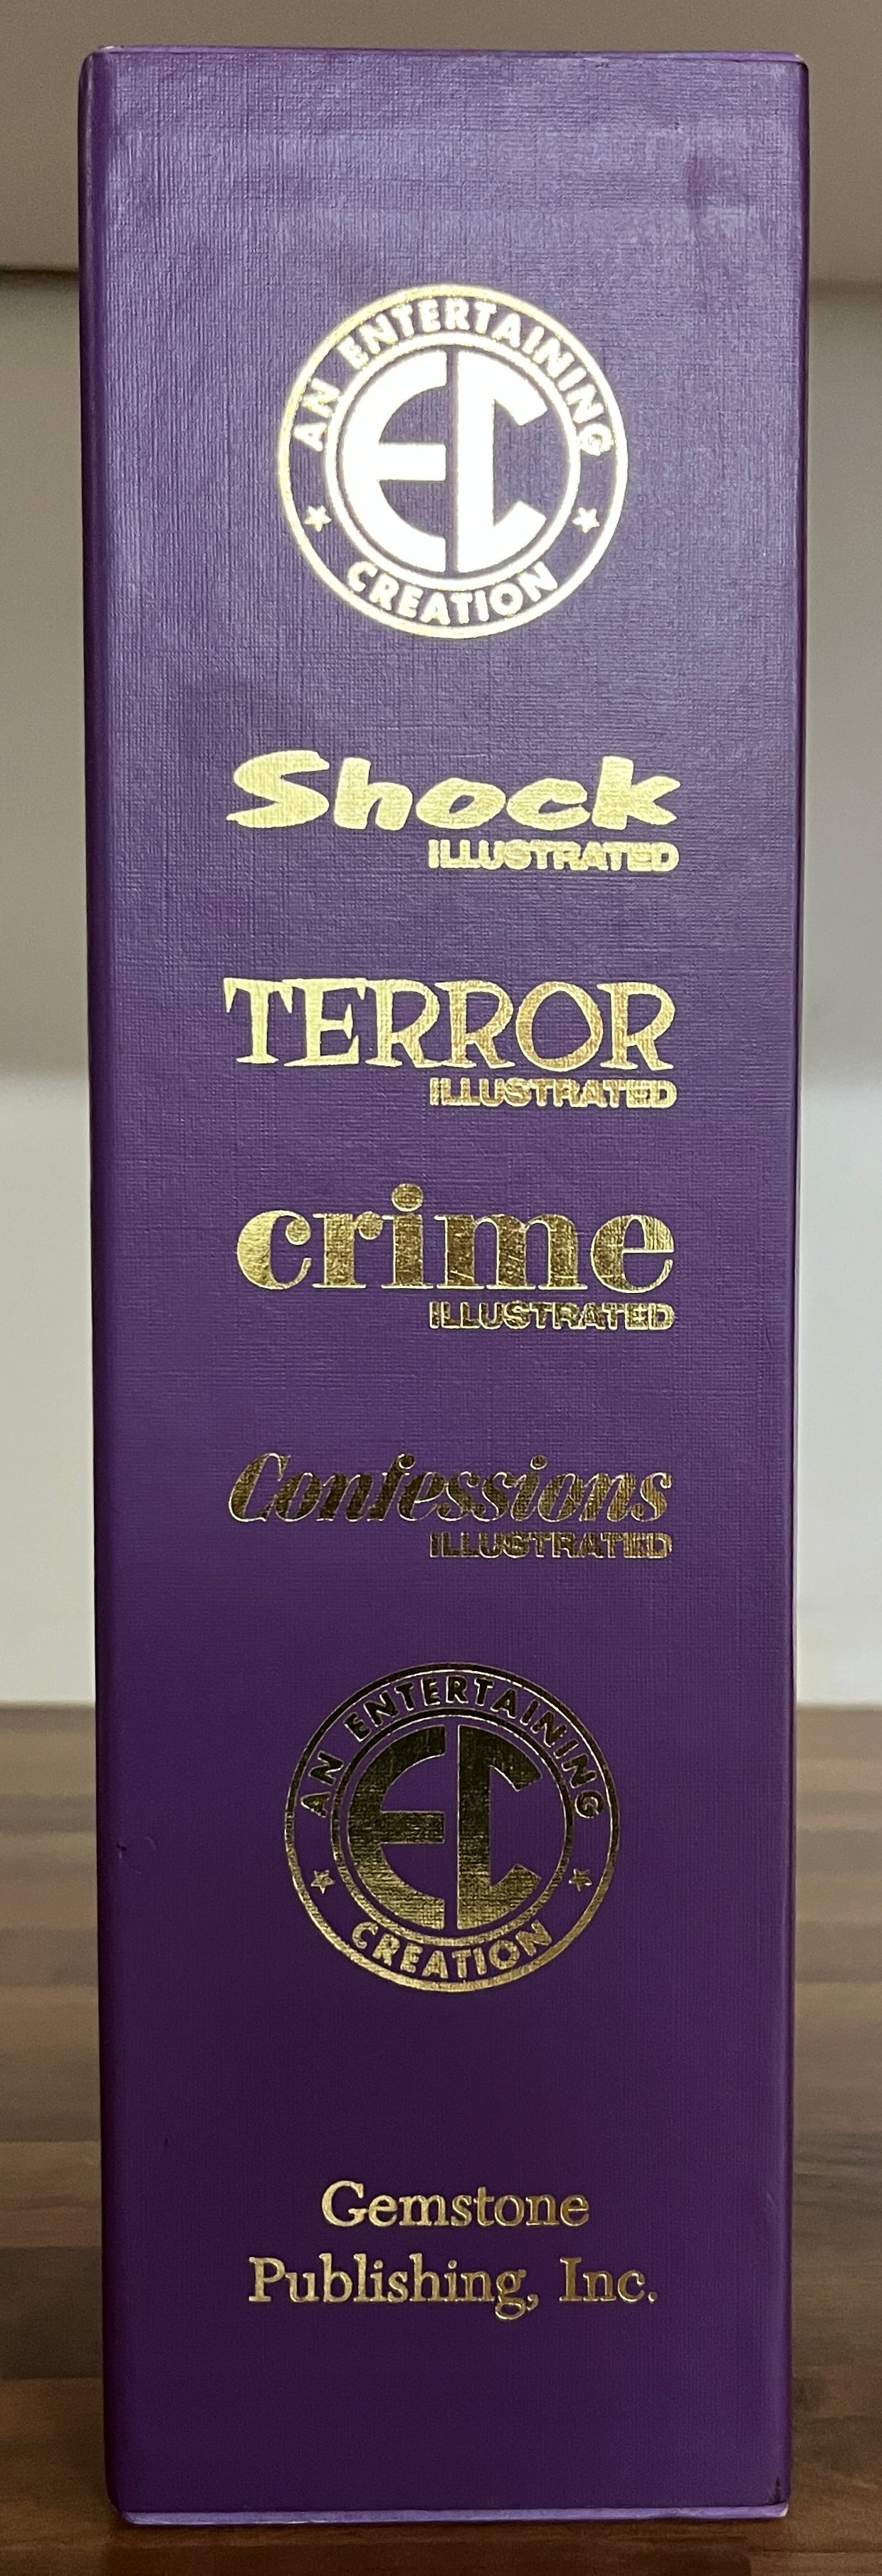 AN ENTERTAINING
EC
CREATION
Shock
ILLUSTRATED
TERROR
ILLUSTRATED
crime
ILLUSTRATED
Confessions
ILLUSTRATED
AN ENTERTAINING
EC
CREATION
Gemstone
Publishing, Inc.